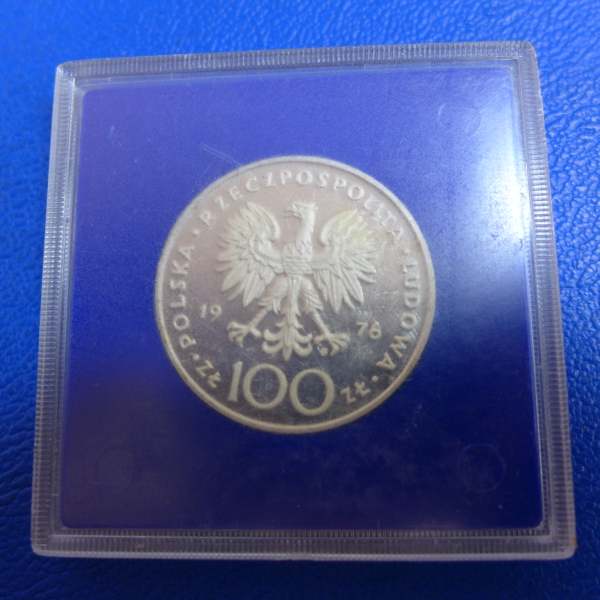 ZŁ · POLSKA · RZECZPOSPOLITA · LUDOWA · ZŁ
19 76
100